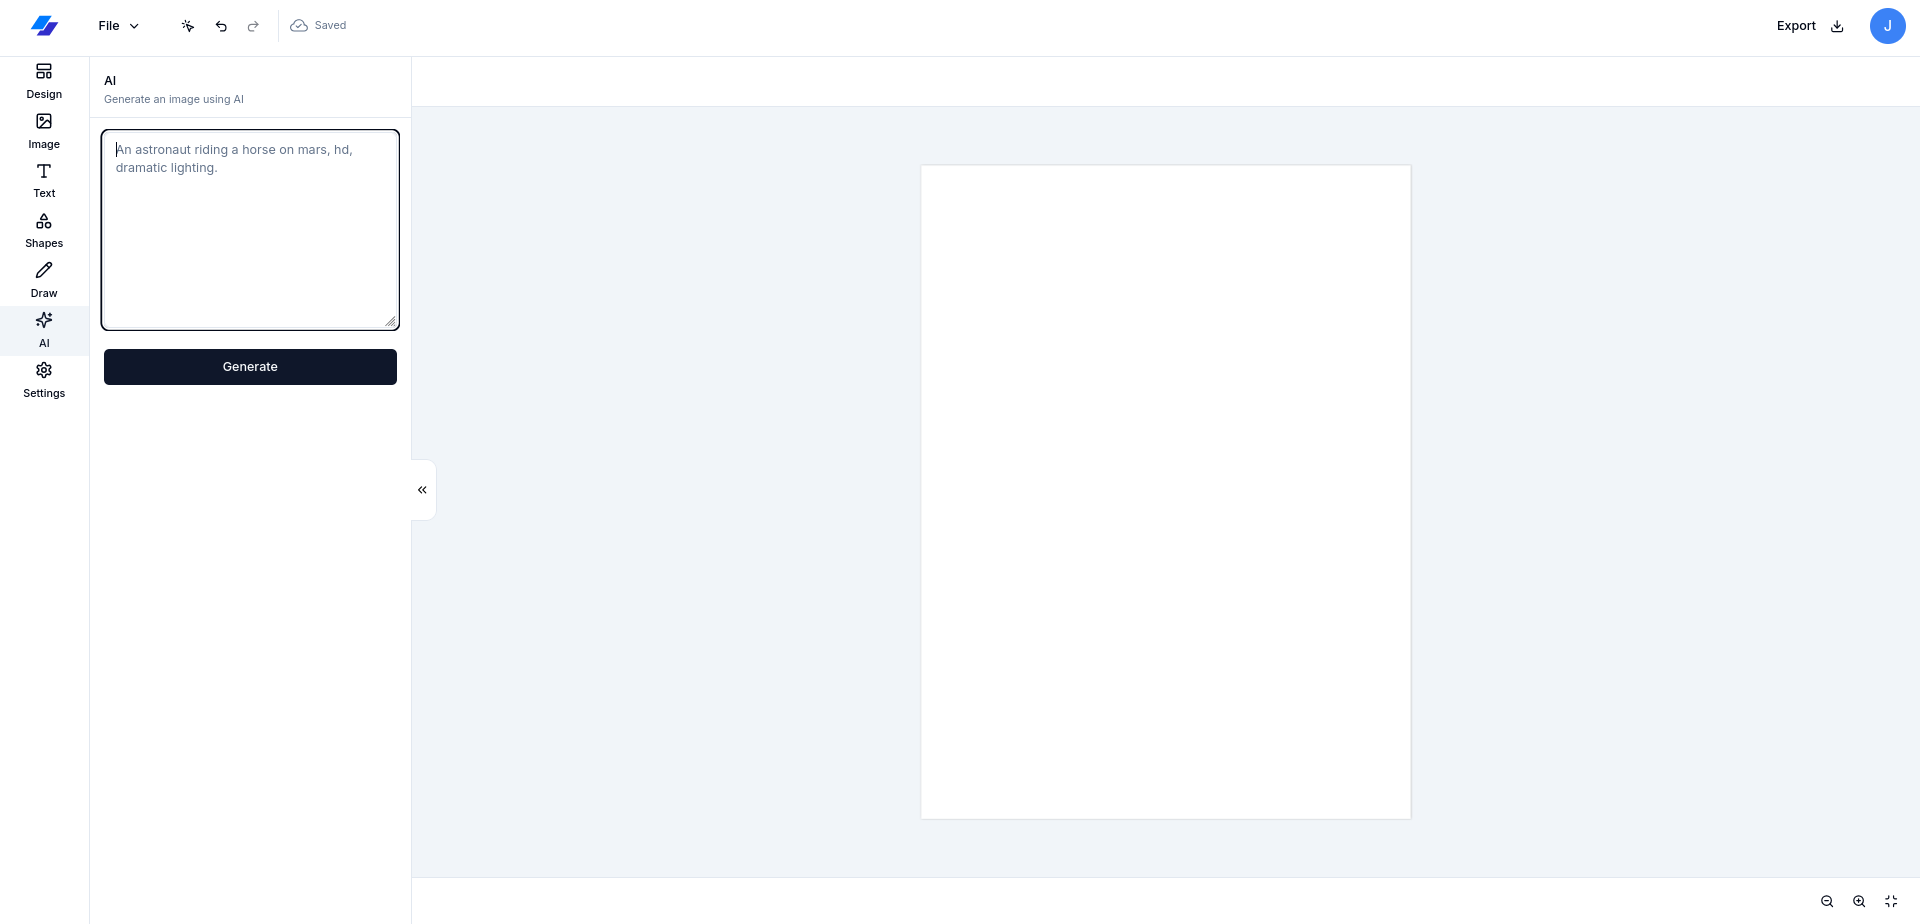 File
Saved
Export
J
Design
Image
Text
Shapes
Draw
AI
Settings
AI
Generate an image using AI
An astronaut riding a horse on mars, hd,
dramatic lighting.
Generate